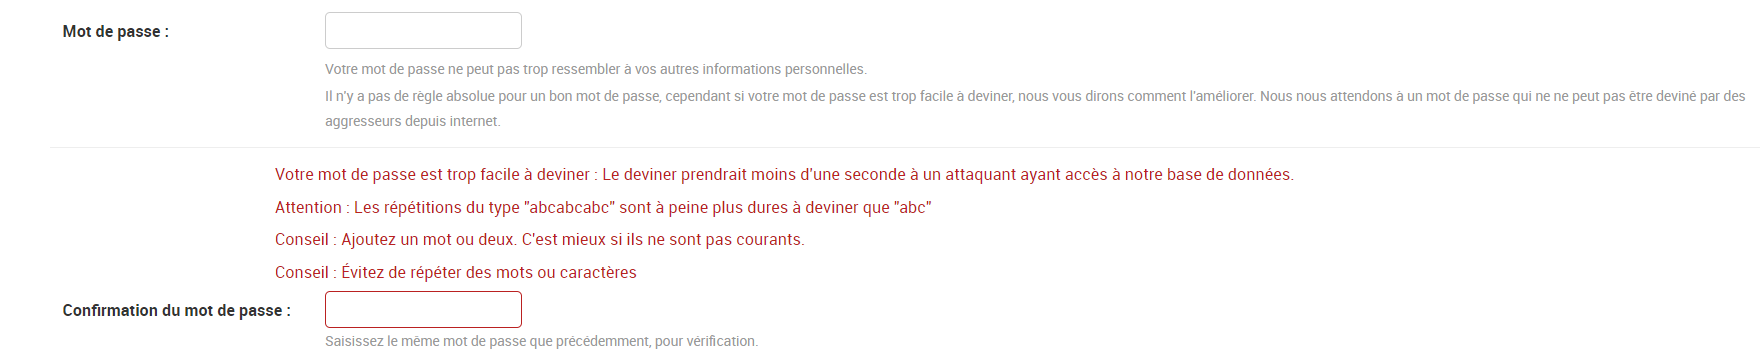 Mot de passe :
Votre mot de passe ne peut pas trop ressembler à vos autres informations personnelles.
Il n'y a pas de règle absolue pour un bon mot de passe, cependant si votre mot de passe est trop facile à deviner, nous vous dirons comment l'améliorer. Nous nous attendons à un mot de passe qui ne ne peut pas être deviné par des
aggresseurs depuis internet.
Votre mot de passe est trop facile à deviner : Le deviner prendrait moins d'une seconde à un attaquant ayant accès à notre base de données.
Attention : Les répétitions du type "abcabcabc" sont à peine plus dures à deviner que "abc"
Conseil : Ajoutez un mot ou deux. C'est mieux si ils ne sont pas courants.
Conseil : Évitez de répéter des mots ou caractères
Confirmation du mot de passe :
Saisissez le même mot de passe que précédemment, pour vérification.